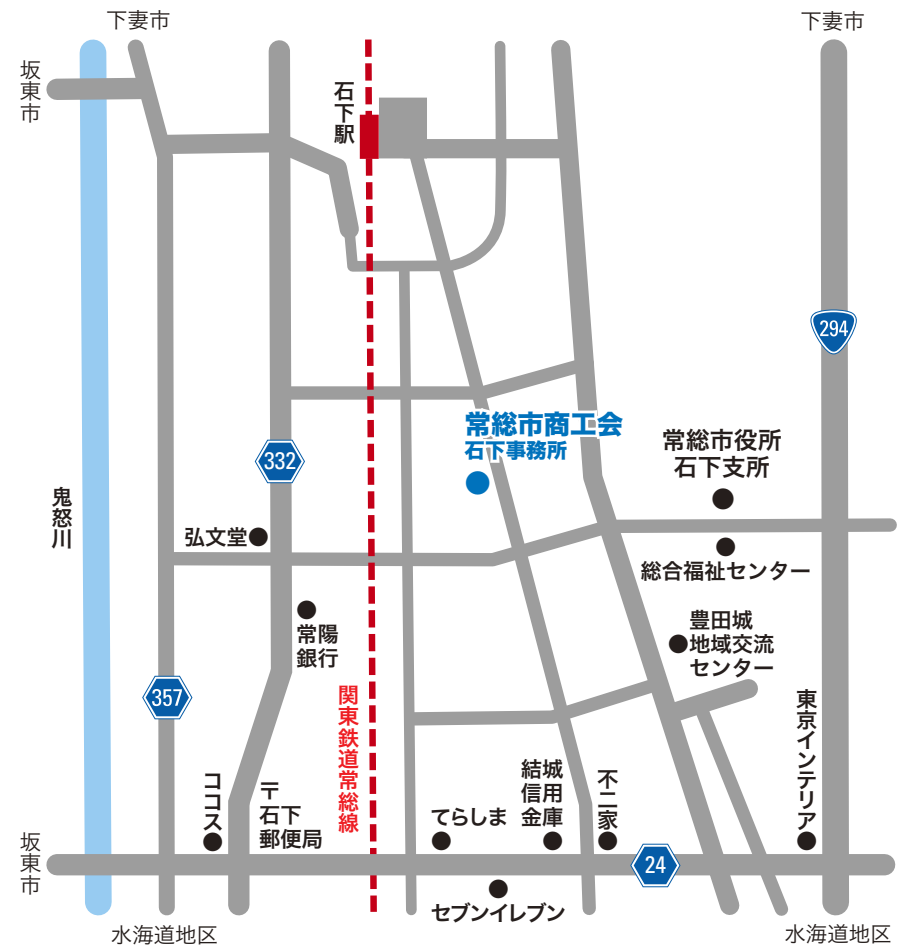 下妻市
下妻市
坂東市
石下駅
294
常総市商工会
石下事務所
332
常総市役所
石下支所
鬼怒川
弘文堂
総合福祉センター
常陽
銀行
豊田城
地域交流
センター
357
関東鉄道常総線
東京インテリア
ココス
〒
石下
郵便局
てらしま
結城
信用
金庫
不二家
坂東市
24
セブンイレブン
水海道地区
水海道地区